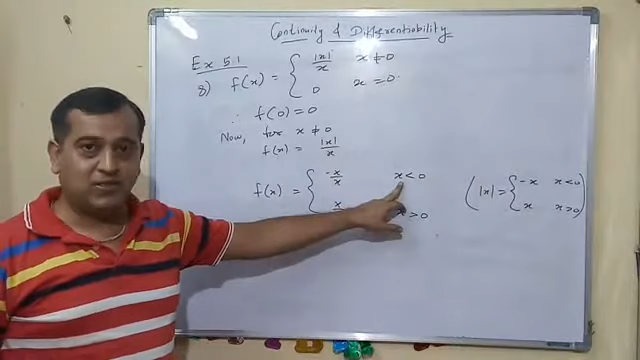 Continuity & Differentiability
Ex 5.1
8) f(x) = { |x|/x x ≠ 0
0 x = 0.
∴ f(0) = 0
Now, for x ≠ 0
f(x) = |x|/x
f(x) = { -x/x x < 0
x x > 0
( |x| = { -x x < 0
x x > 0 )